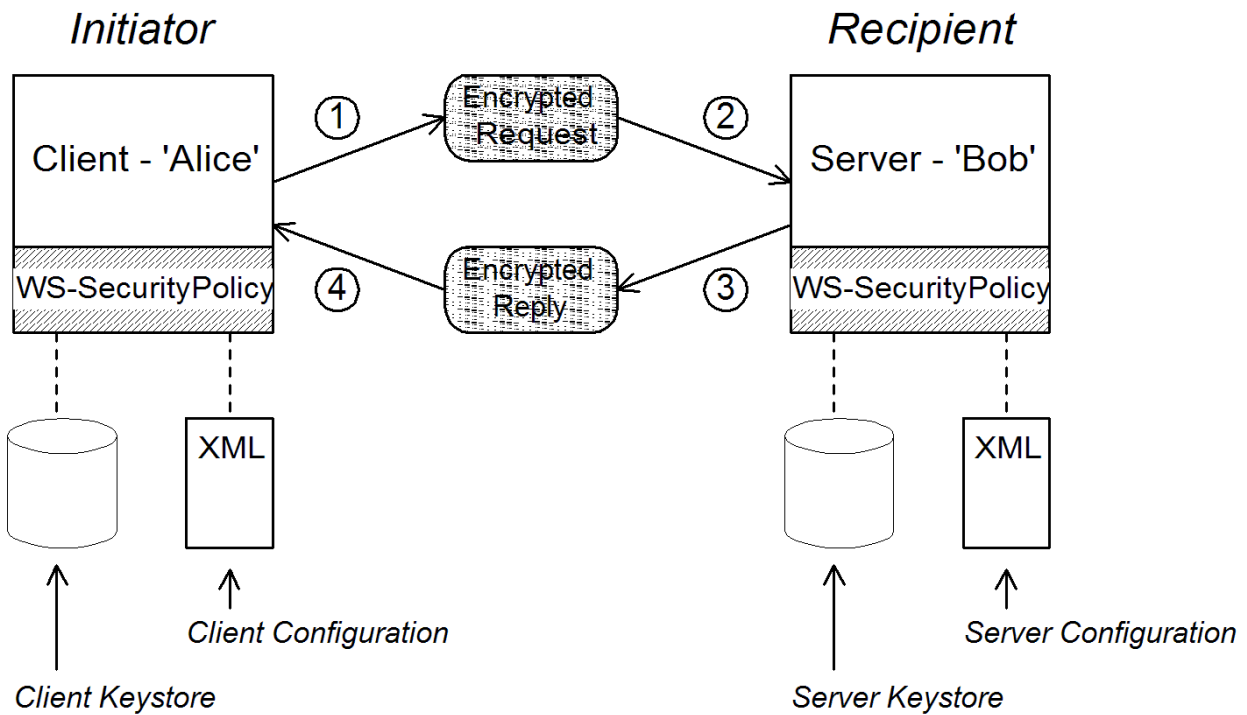 Initiator
Recipient
Client - 'Alice'
1
Encrypted
Request
2
Server - 'Bob'
WS-SecurityPolicy
4
Encrypted
Reply
3
WS-SecurityPolicy
XML
XML
Client Configuration
Server Configuration
Client Keystore
Server Keystore